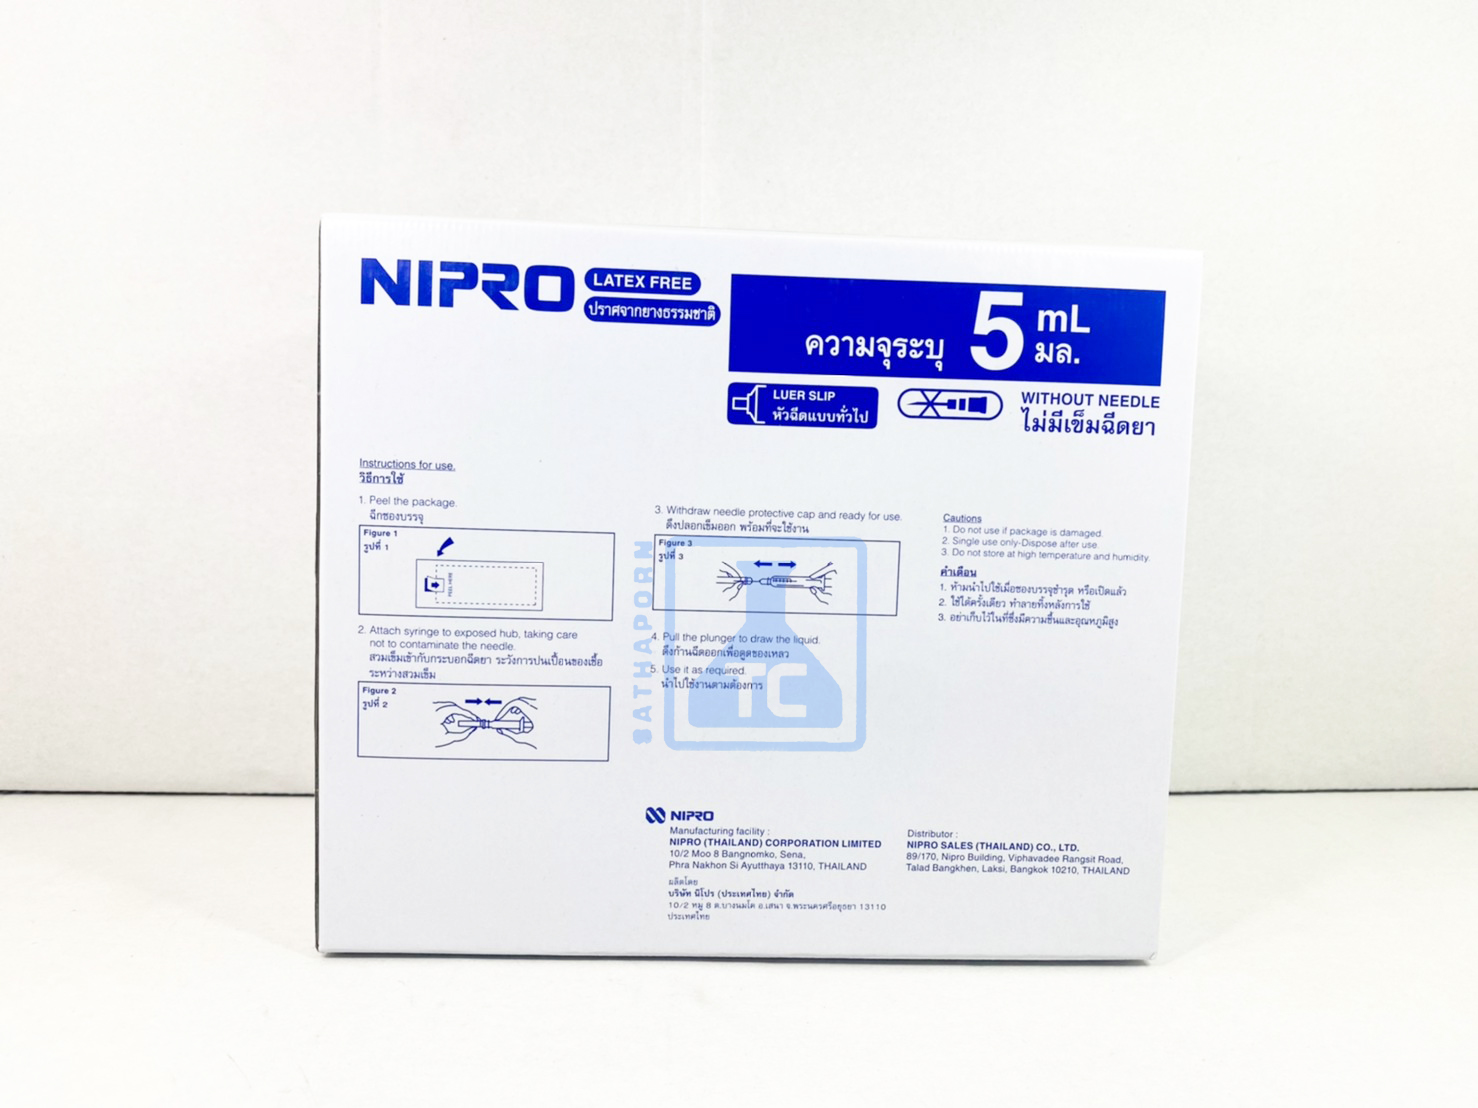 NIPRO
LATEX FREE
ปราศจากยางธรรมชาติ
ความจุระบุ 5 mL
มล.
LUER SLIP
หัวฉีดแบบทั่วไป
WITHOUT NEEDLE
ไม่มีเข็มฉีดยา
Instructions for use.
วิธีการใช้
1. Peel the package.
ฉีกซองบรรจุ
Figure 1
รูปที่ 1
PEEL HERE
2. Attach syringe to exposed hub, taking care
not to contaminate the needle.
สวมเข็มเข้ากับกระบอกฉีดยา ระวังการปนเปื้อนของเชื้อ
ระหว่างสวมเข็ม
Figure 2
รูปที่ 2
3. Withdraw needle protective cap and ready for use.
ดึงปลอกเข็มออก พร้อมที่จะใช้งาน
Figure 3
รูปที่ 3
4. Pull the plunger to draw the liquid.
ดึงก้านฉีดออกเพื่อดูดของเหลว
5. Use it as required.
นำไปใช้งานตามต้องการ
SATHAPORN
TC
Cautions
1. Do not use if package is damaged.
2. Single use only-Dispose after use.
3. Do not store at high temperature and humidity.
คำเตือน
1. ห้ามนำไปใช้เมื่อซองบรรจุชำรุด หรือเปิดแล้ว
2. ใช้ได้ครั้งเดียว ทำลายทิ้งหลังการใช้
3. อย่าเก็บไว้ในที่ซึ่งมีความชื้นและอุณหภูมิสูง
NIPRO
Manufacturing facility :
NIPRO (THAILAND) CORPORATION LIMITED
10/2 Moo 8 Bangnomko, Sena,
Phra Nakhon Si Ayutthaya 13110, THAILAND
ผลิตโดย
บริษัท นิโปร (ประเทศไทย) จำกัด
10/2 หมู่ 8 ต.บางนมโค อ.เสนา จ.พระนครศรีอยุธยา 13110
ประเทศไทย
Distributor :
NIPRO SALES (THAILAND) CO., LTD.
89/170, Nipro Building, Viphavadee Rangsit Road,
Talad Bangkhen, Laksi, Bangkok 10210, THAILAND